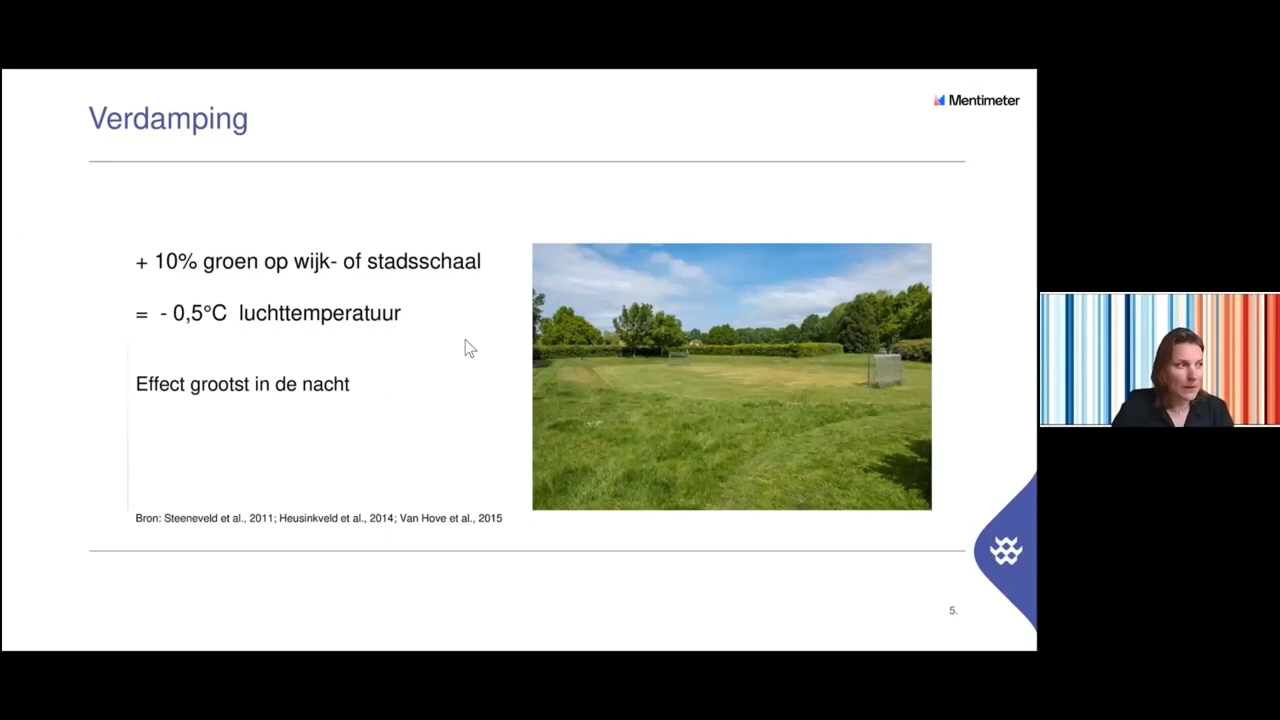 Mentimeter
Verdamping
+ 10% groen op wijk- of stadsschaal
= - 0,5°C luchttemperatuur
Effect grootst in de nacht
Bron: Steeneveld et al., 2011; Heusinkveld et al., 2014; Van Hove et al., 2015
5.